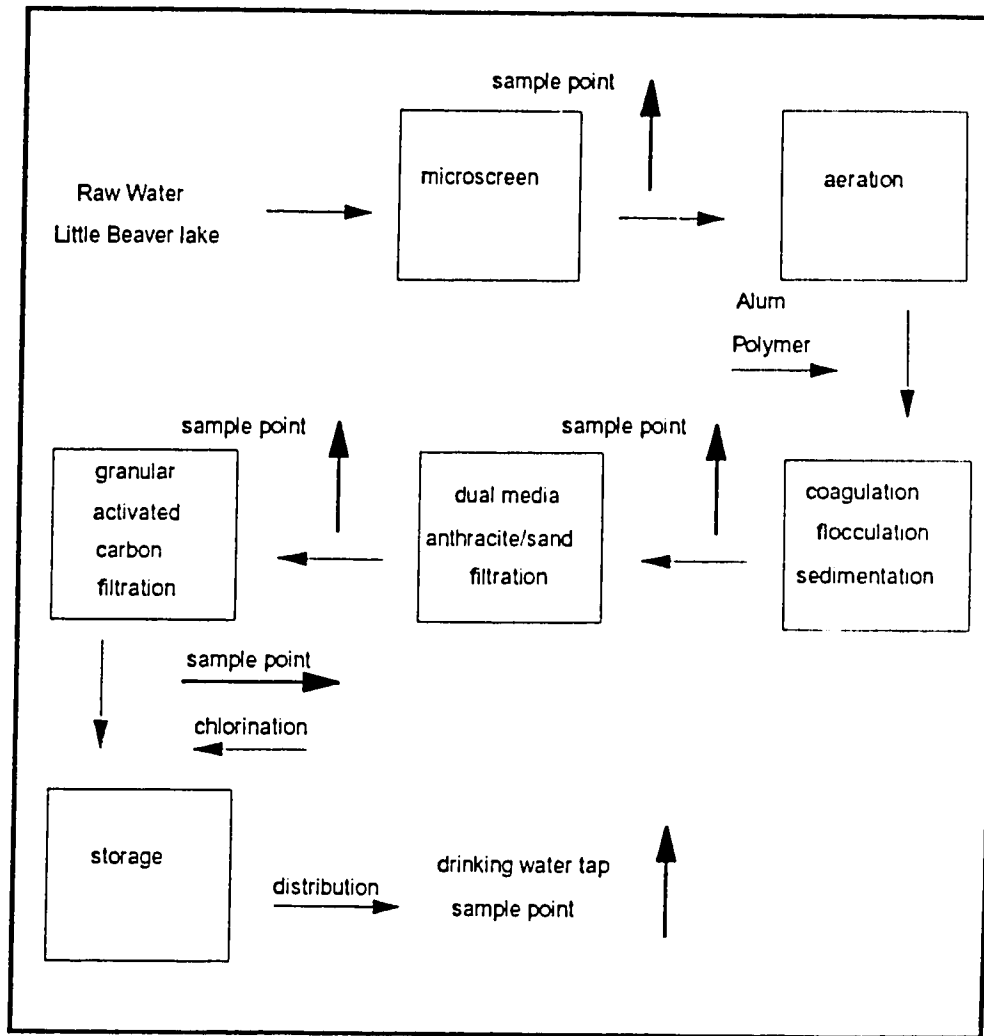 sample point
microscreen
aeration
Raw Water
Little Beaver lake
Alum
Polymer
sample point
sample point
granular
activated
carbon
filtration
dual media
anthracite/sand
filtration
coagulation
flocculation
sedimentation
sample point
chlorination
storage
distribution
drinking water tap
sample point